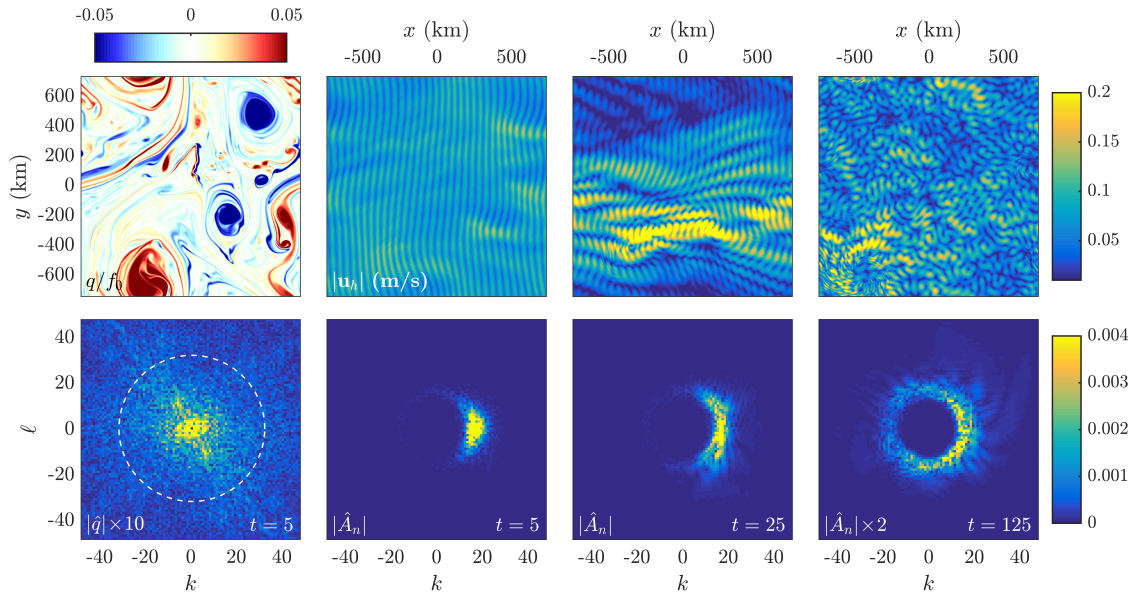 -0.05 0 0.05
x (km) x (km) x (km)
-500 0 500 -500 0 500 -500 0 500
y (km)
600
400
200
0
-200
-400
-600
q/f₀
|uₕ| (m/s)
0.2
0.15
0.1
0.05
ℓ
40
20
0
-20
-40
|q̂|×10 t = 5
|Âₙ| t = 5
|Âₙ| t = 25
|Âₙ|×2 t = 125
0.004
0.003
0.002
0.001
0
-40 -20 0 20 40 -40 -20 0 20 40 -40 -20 0 20 40 -40 -20 0 20 40
k k k k